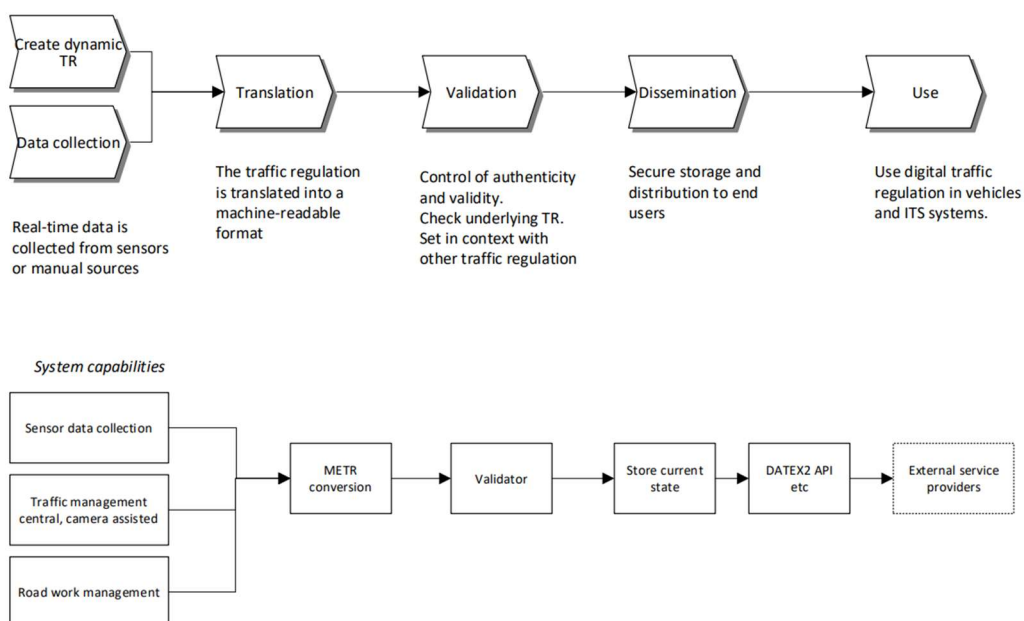 Create dynamic
TR
Data collection
Translation
Validation
Dissemination
Use
Real-time data is
collected from sensors
or manual sources
The traffic regulation
is translated into a
machine-readable
format
Control of authenticity
and validity.
Check underlying TR.
Set in context with
other traffic regulation
Secure storage and
distribution to end
users
Use digital traffic
regulation in vehicles
and ITS systems.
System capabilities
Sensor data collection
Traffic management
central, camera assisted
Road work management
METR
conversion
Validator
Store current
state
DATEX2 API
etc
External service
providers